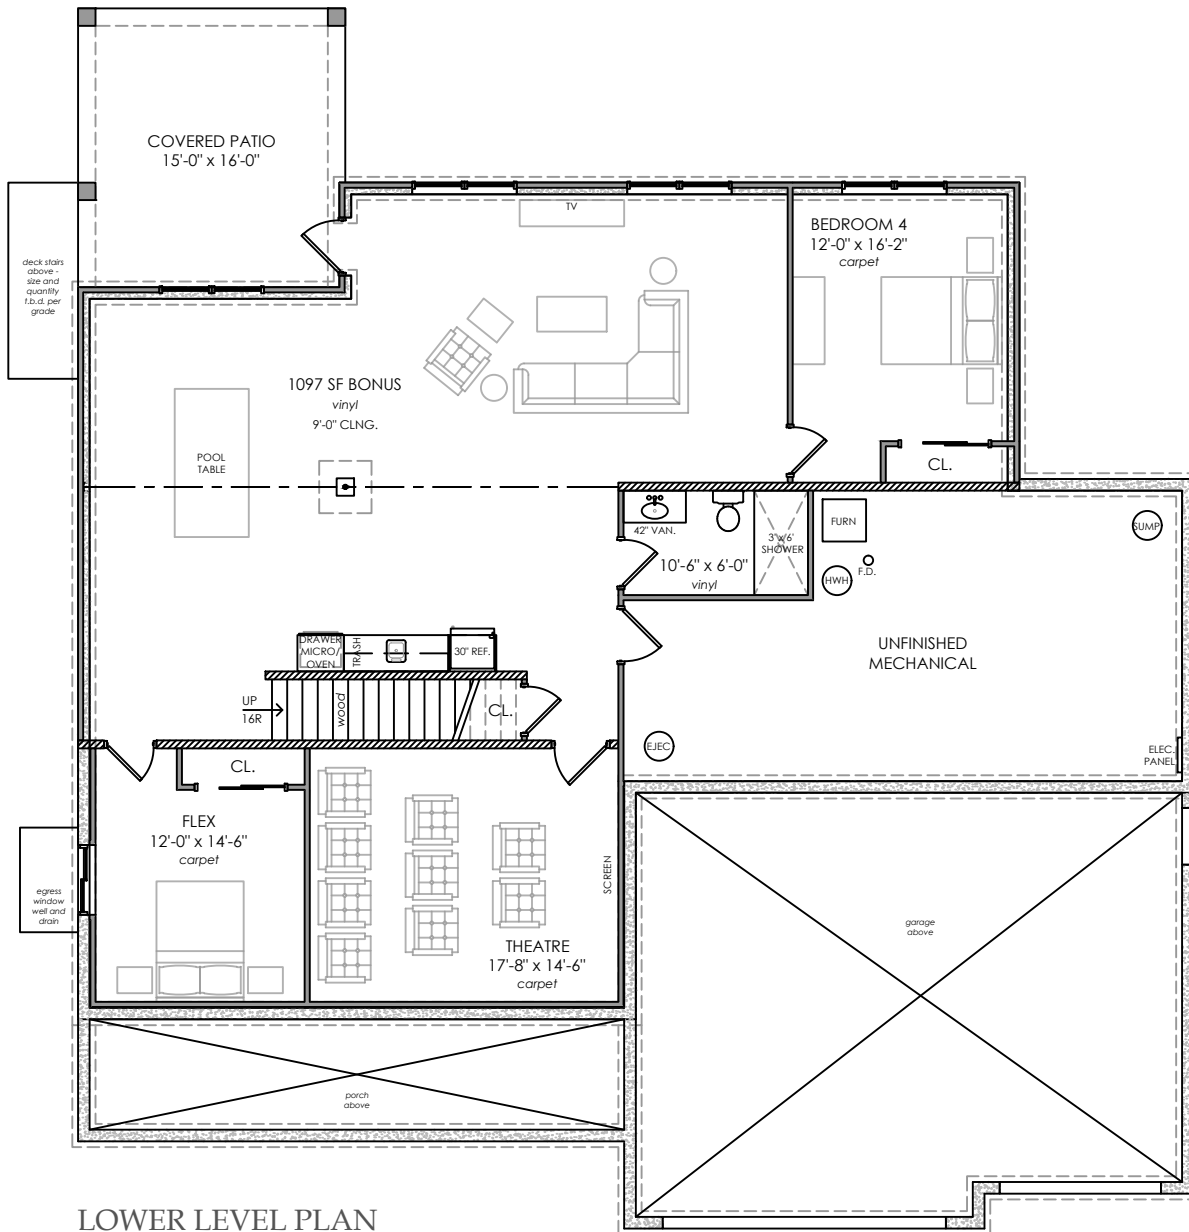 COVERED PATIO
15'-0" x 16'-0"
deck stairs
above -
size and
quantity
t.b.d. per
grade
TV
BEDROOM 4
12'-0" x 16'-2"
carpet
1097 SF BONUS
vinyl
9'-0" CLNG.
POOL
TABLE
CL.
42" VAN.
3' x 6'
SHOWER
10'-6" x 6'-0"
vinyl
FURN
SUMP
F.D.
HWH
UNFINISHED
MECHANICAL
DRAWER
MICRO/
OVEN
TRASH
30" REF.
UP
16R
wood
CL.
EJEC
ELEC.
PANEL
CL.
FLEX
12'-0" x 14'-6"
carpet
SCREEN
egress
window
well and
drain
THEATRE
17'-8" x 14'-6"
carpet
garage
above
porch
above
LOWER LEVEL PLAN